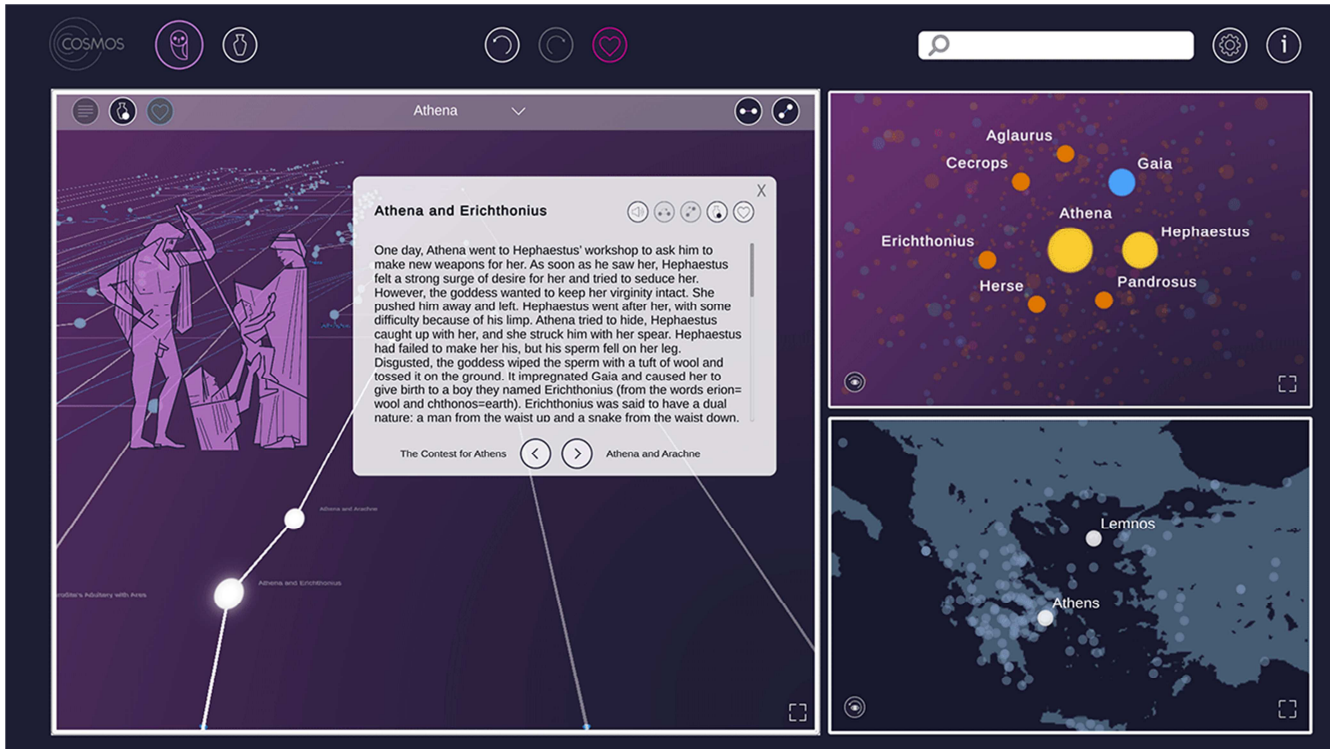 COSMOS
Athena
Athena and Erichthonius
X
One day, Athena went to Hephaestus' workshop to ask him to
make new weapons for her. As soon as he saw her, Hephaestus
felt a strong surge of desire for her and tried to seduce her.
However, the goddess wanted to keep her virginity intact. She
pushed him away and left. Hephaestus went after her, with some
difficulty because of his limp. Athena tried to hide, Hephaestus
caught up with her, and she struck him with her spear. Hephaestus
had failed to make her his, but his sperm fell on her leg.
Disgusted, the goddess wiped the sperm with a tuft of wool and
tossed it on the ground. It impregnated Gaia and caused her to
give birth to a boy they named Erichthonius (from the words erion=
wool and chthonos=earth). Erichthonius was said to have a dual
nature: a man from the waist up and a snake from the waist down.
The Contest for Athens
Athena and Arachne
Athena and Arachne
Athena and Erichthonius
Adultery with Ares
Aglaurus
Cecrops
Gaia
Athena
Erichthonius
Hephaestus
Herse
Pandrosus
Lemnos
Athens
i